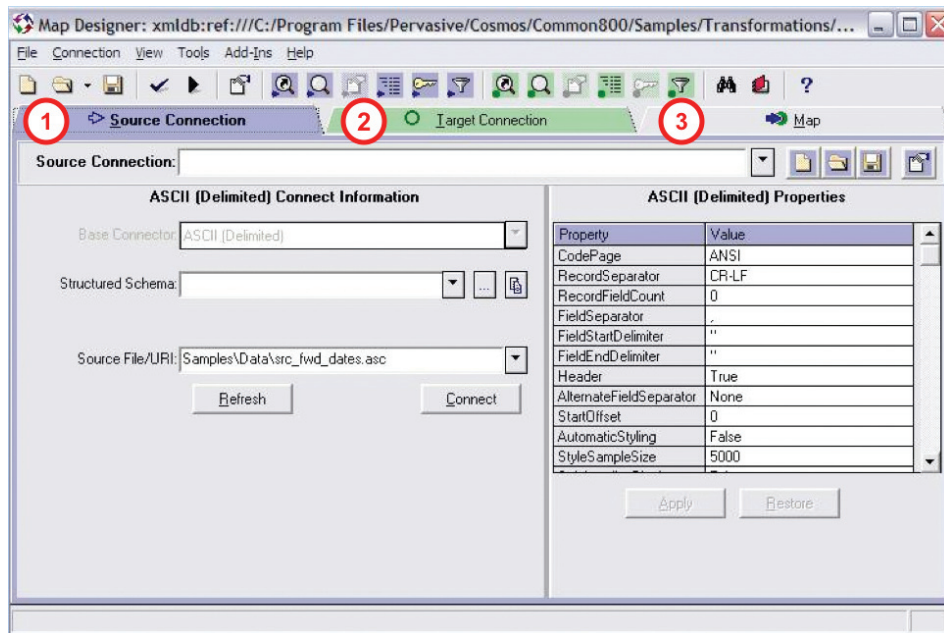 Map Designer: xmldb:ref:///C:/Program Files/Pervasive/Cosmos/Common800/Samples/Transformations/...
File Connection View Tools Add-Ins Help
1 Source Connection 2 Target Connection 3 Map
Source Connection:
ASCII (Delimited) Connect Information
Base Connector: ASCII (Delimited)
Structured Schema: ...
Source File/URI: Samples\Data\src_fwd_dates.asc
Refresh Connect
ASCII (Delimited) Properties
Property Value
CodePage ANSI
RecordSeparator CR-LF
RecordFieldCount 0
FieldSeparator ,
FieldStartDelimiter "
FieldEndDelimiter "
Header True
AlternateFieldSeparator None
StartOffset 0
AutomaticStyling False
StyleSampleSize 5000
Apply Restore